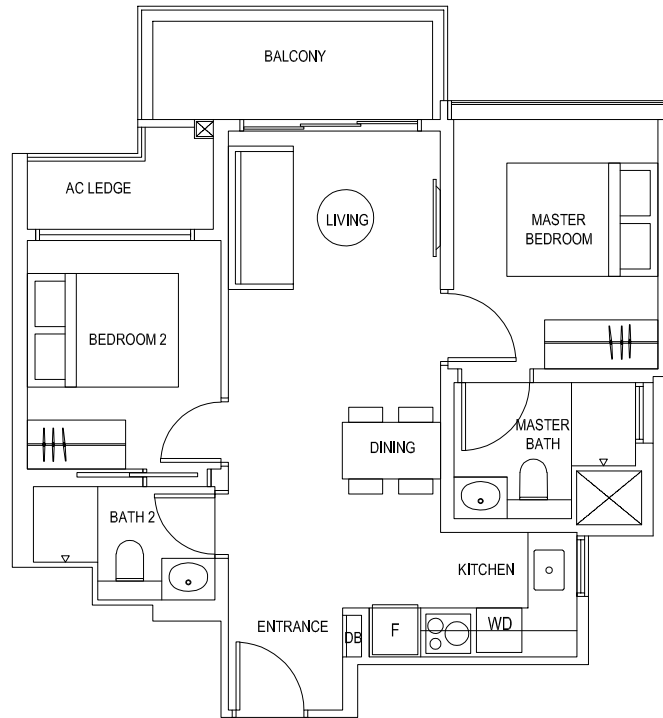 BALCONY
AC LEDGE
LIVING
MASTER
BEDROOM
BEDROOM 2
DINING
MASTER
BATH
BATH 2
KITCHEN
ENTRANCE
DB
F
WD